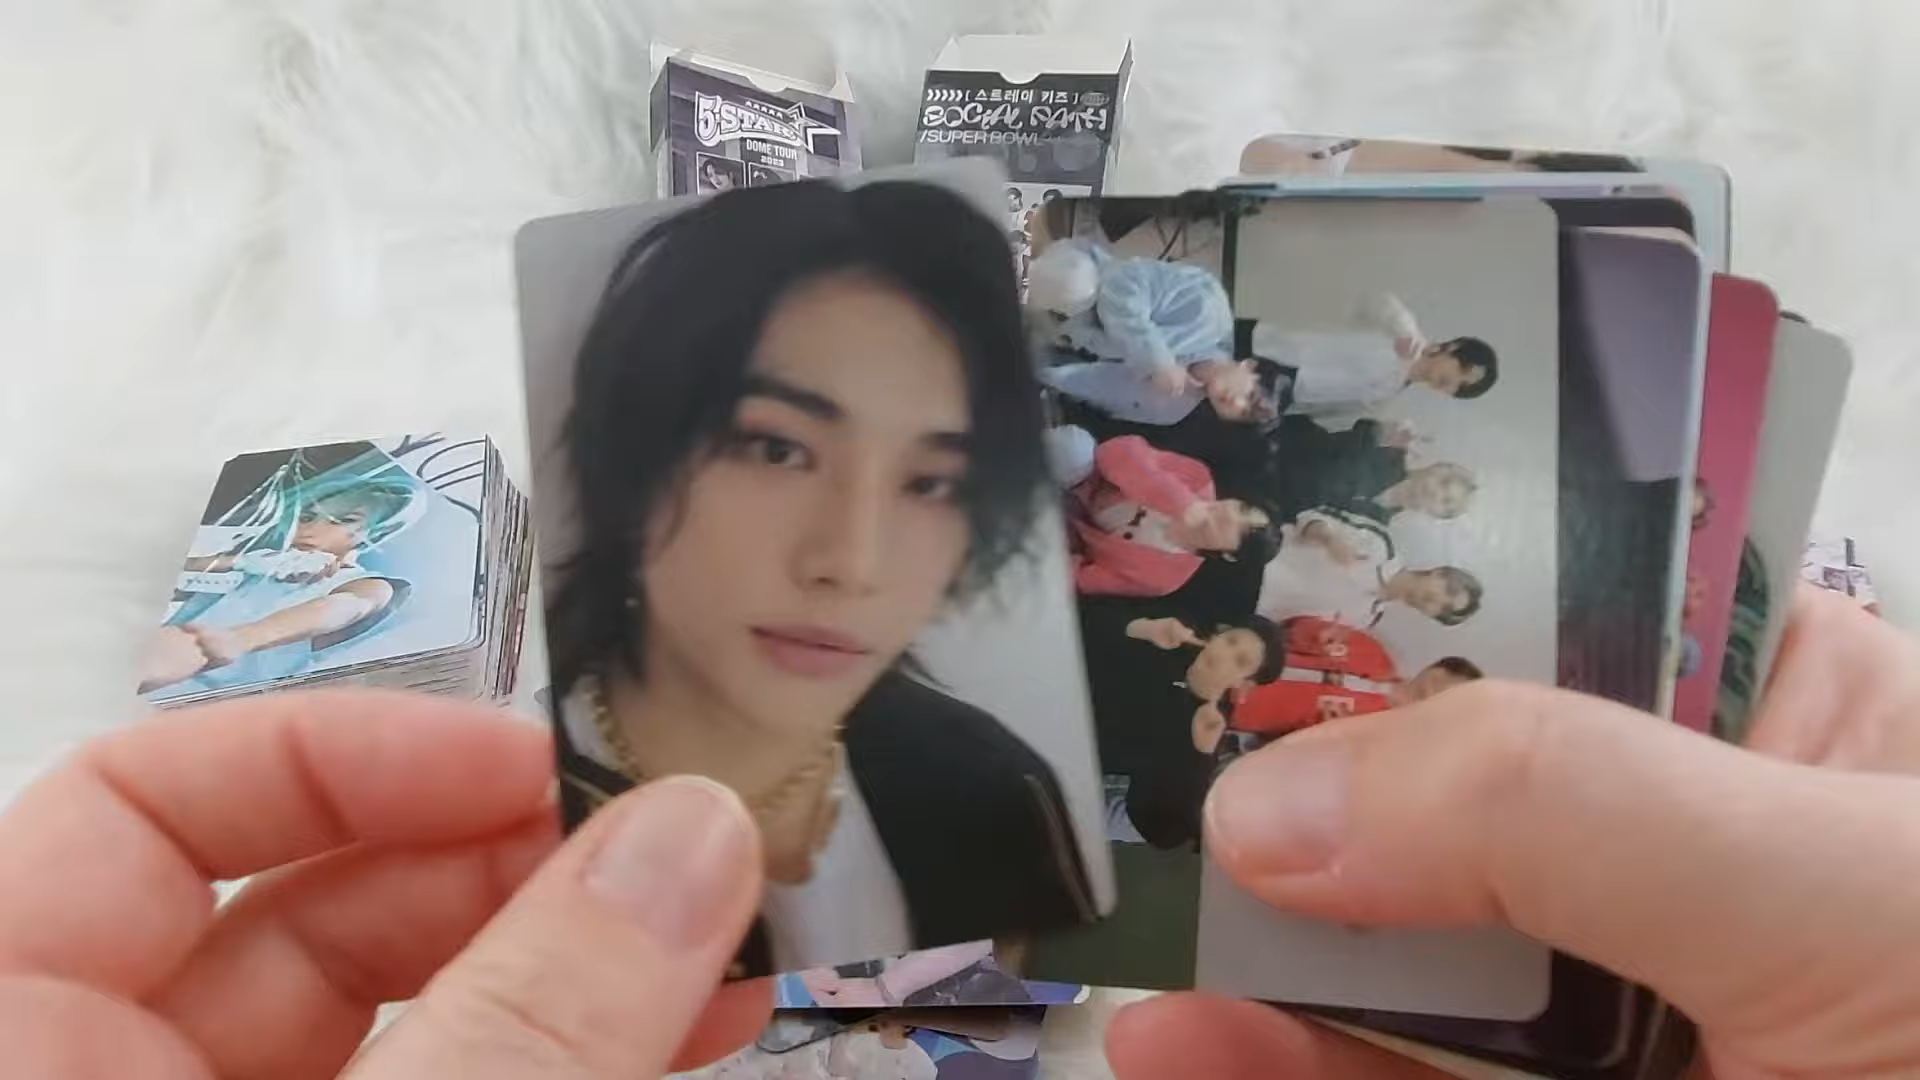 5-STAR
DOME TOUR
2023
[ 스트레이 키즈 ]
SOCIAL PATH
/SUPER BOWL